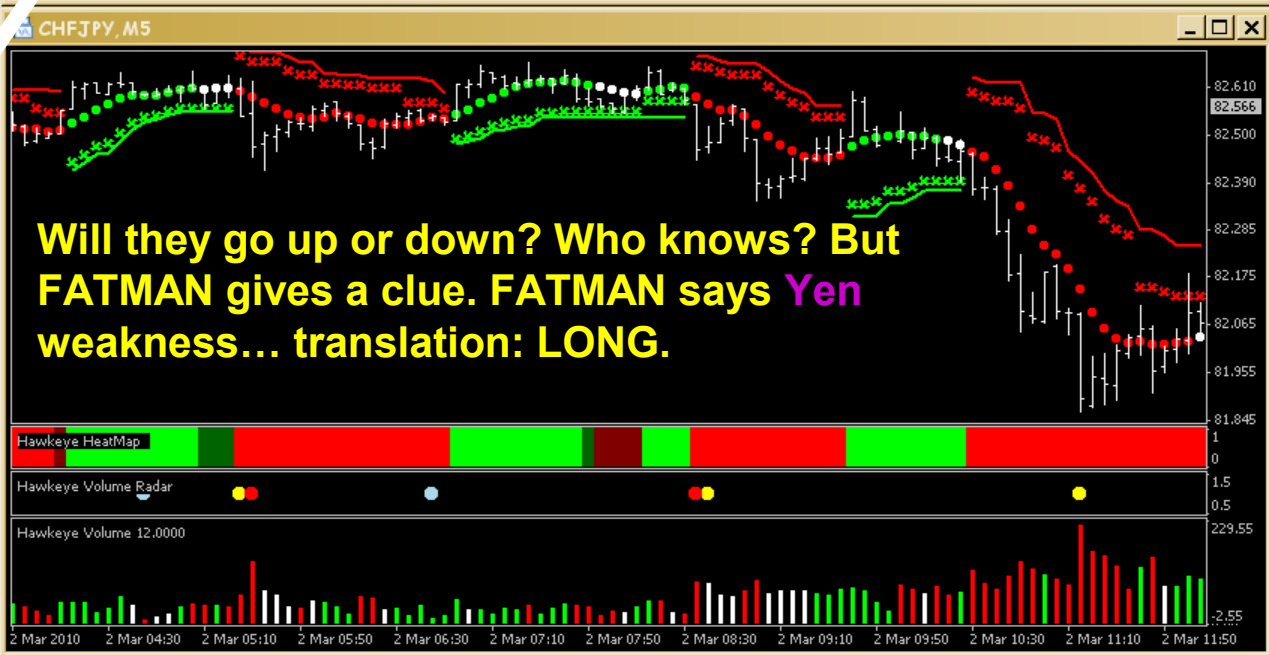 CHFJPY,M5
82.610
82.566
82.500
82.390
82.285
82.175
82.065
81.955
81.845
Will they go up or down? Who knows? But
FATMAN gives a clue. FATMAN says Yen
weakness… translation: LONG.
Hawkeye HeatMap
1
0
Hawkeye Volume Radar
1.5
0.5
Hawkeye Volume 12.0000
229.55
-2.55
2 Mar 2010 2 Mar 04:30 2 Mar 05:10 2 Mar 05:50 2 Mar 06:30 2 Mar 07:10 2 Mar 07:50 2 Mar 08:30 2 Mar 09:10 2 Mar 09:50 2 Mar 10:30 2 Mar 11:10 2 Mar 11:50